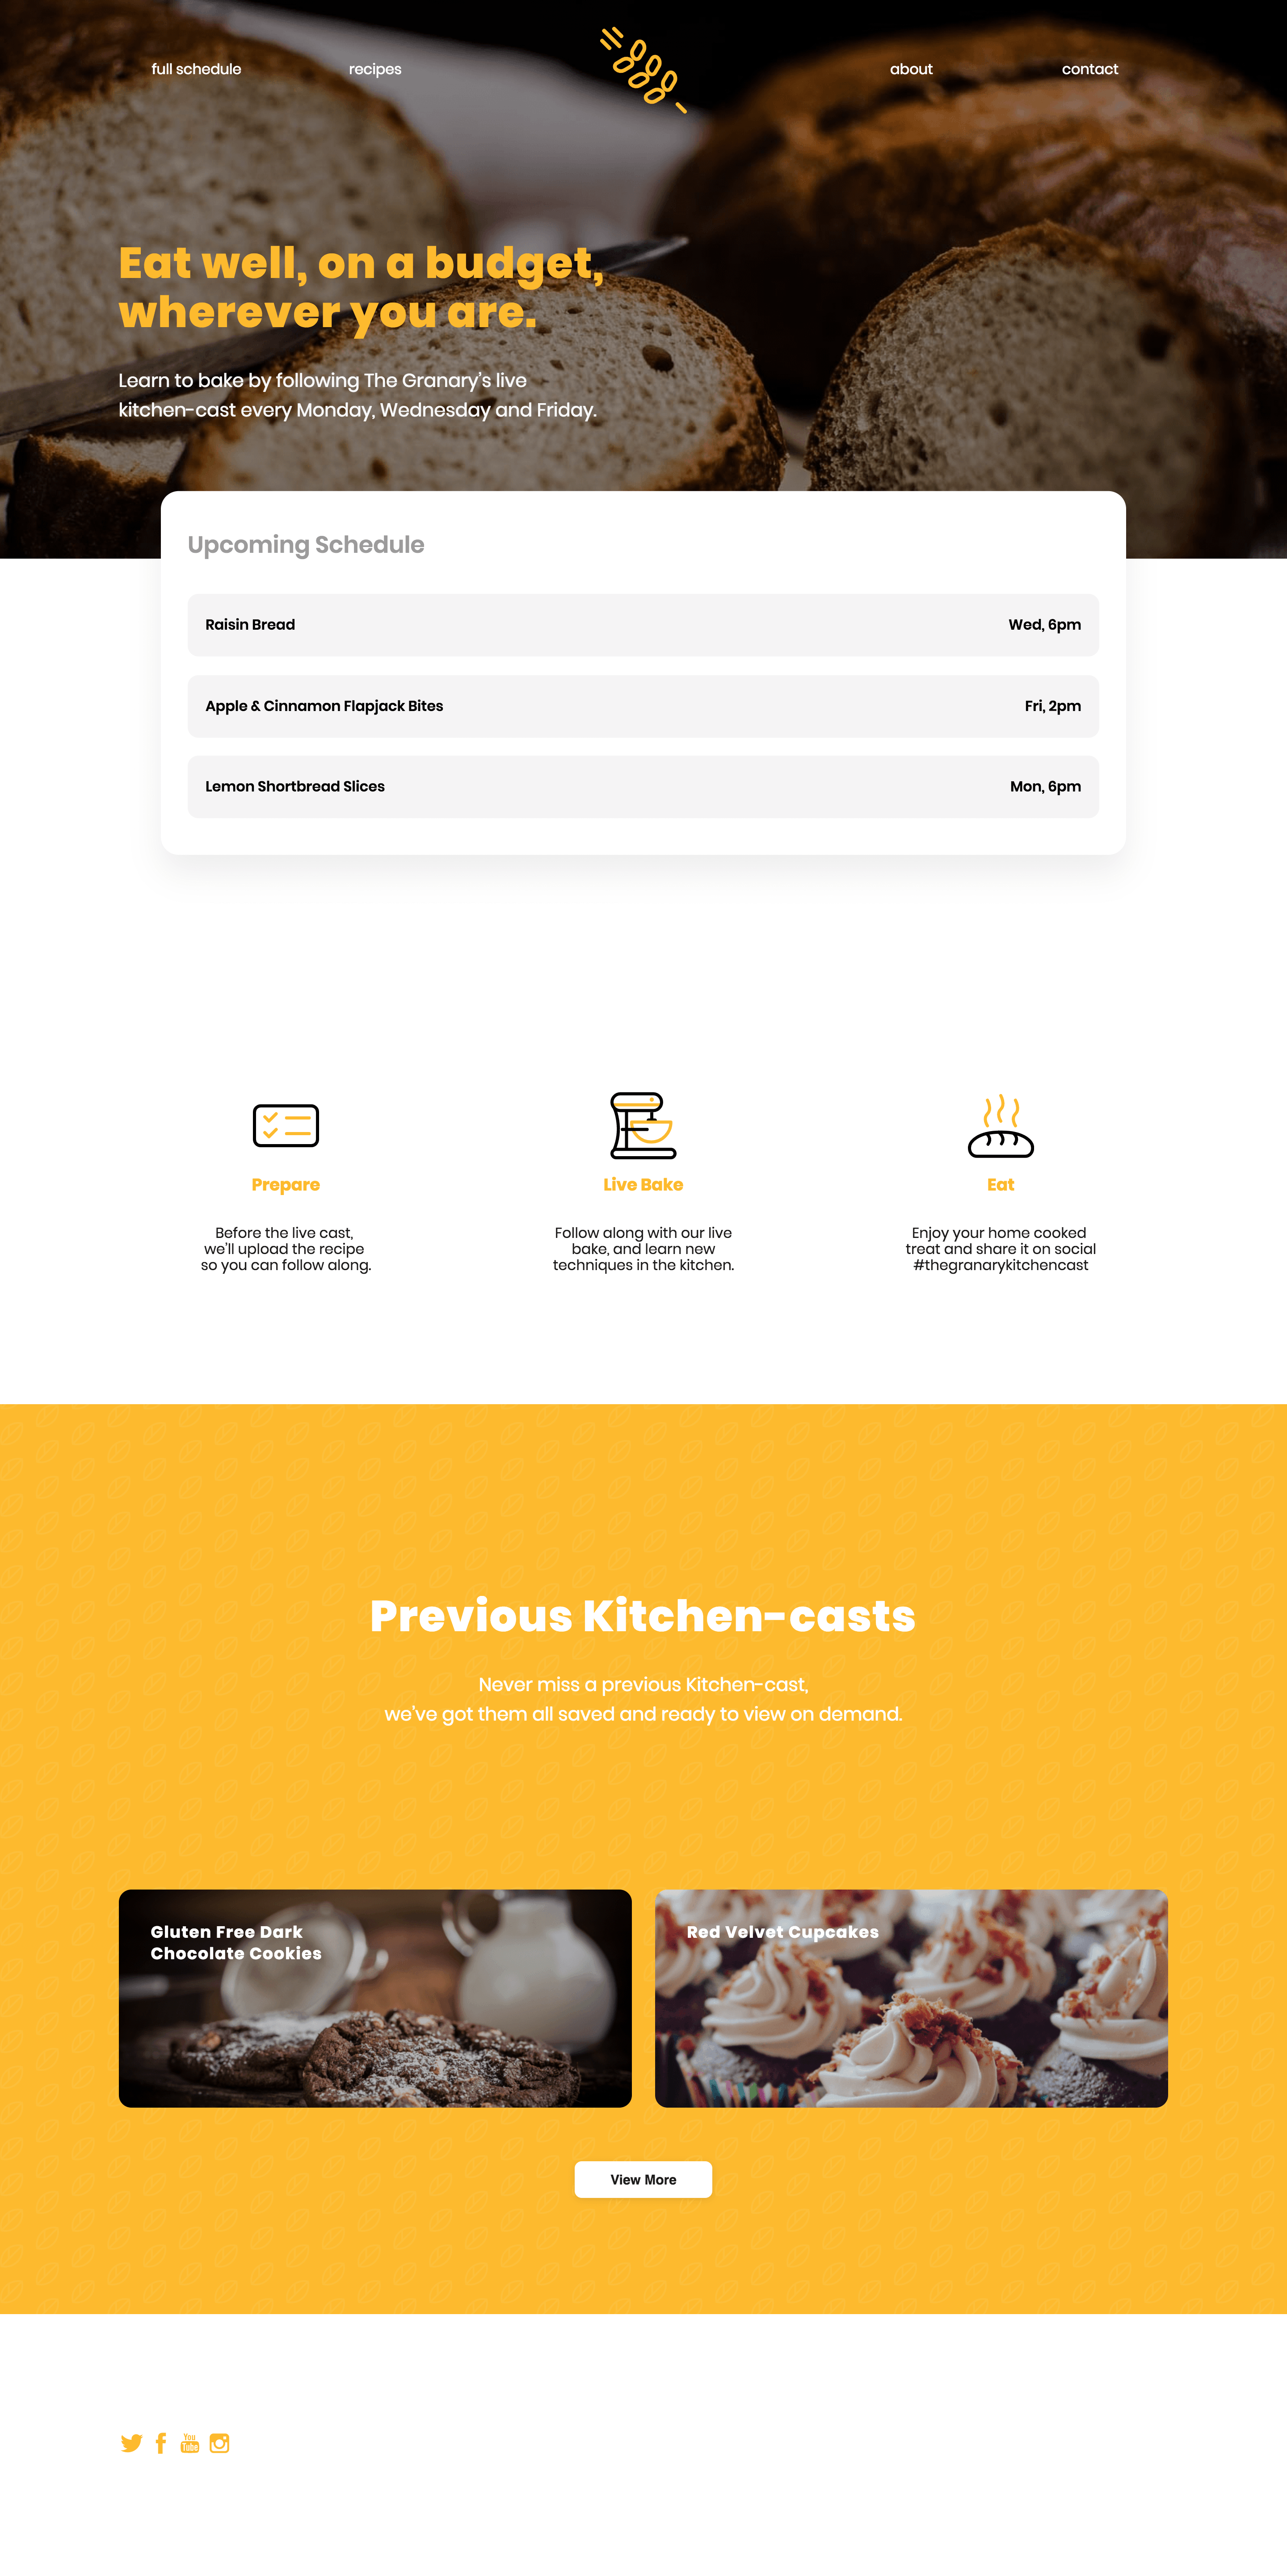 full schedule
recipes
about
contact
Eat well, on a budget,
wherever you are.
Learn to bake by following The Granary's live
kitchen-cast every Monday, Wednesday and Friday.
Upcoming Schedule
Raisin Bread
Wed, 6pm
Apple & Cinnamon Flapjack Bites
Fri, 2pm
Lemon Shortbread Slices
Mon, 6pm
Prepare
Before the live cast,
we'll upload the recipe
so you can follow along.
Live Bake
Follow along with our live
bake, and learn new
techniques in the kitchen.
Eat
Enjoy your home cooked
treat and share it on social
#thegranarykitchencast
Previous Kitchen-casts
Never miss a previous Kitchen-cast,
we've got them all saved and ready to view on demand.
Gluten Free Dark
Chocolate Cookies
Red Velvet Cupcakes
View More
You
Tube